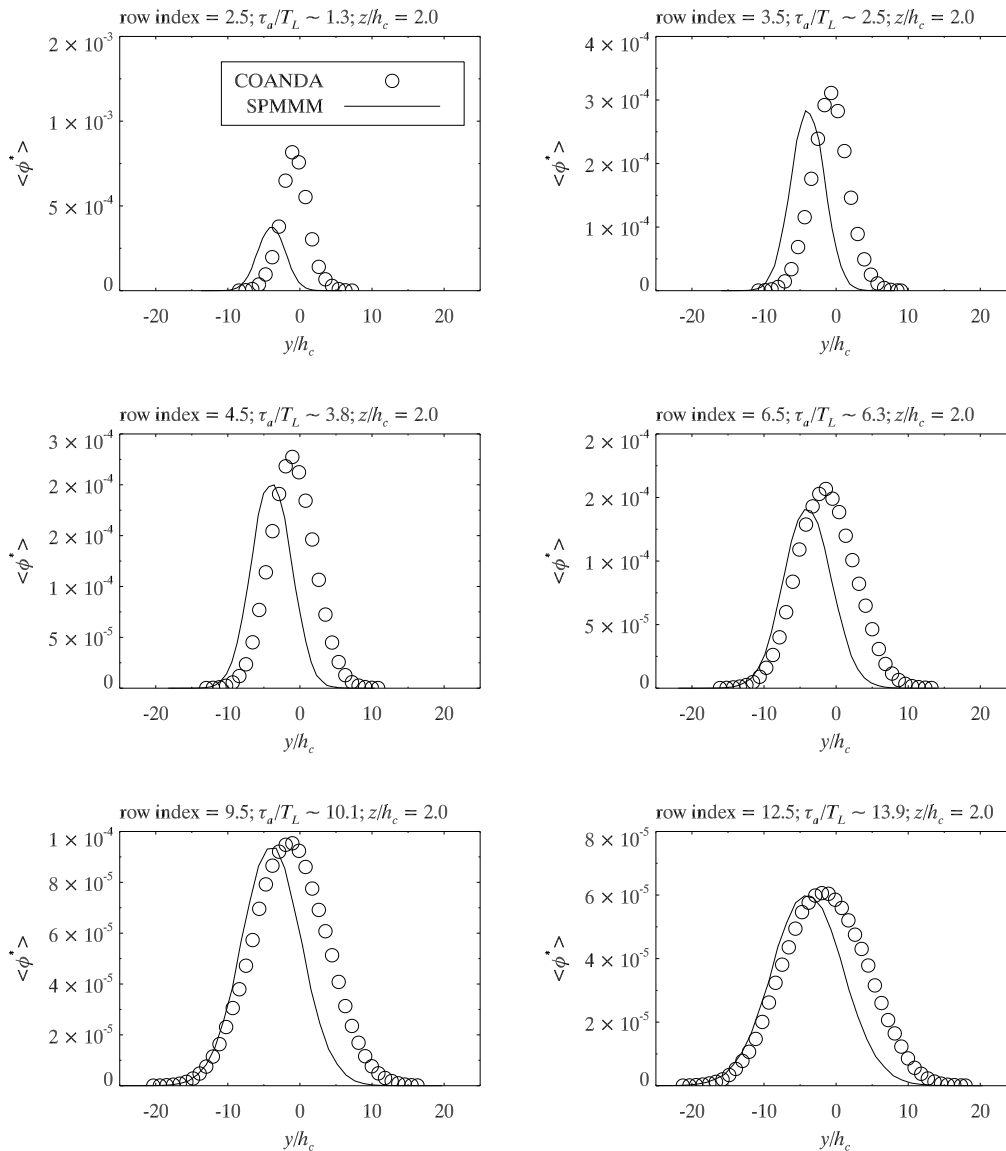 row index = 2.5; τₐ/T_L ~ 1.3; z/h_c = 2.0
2 × 10⁻³
1 × 10⁻³
5 × 10⁻⁴
0
<ϕ*>
COANDA
SPMMM
-20 -10 0 10 20
y/h_c
row index = 3.5; τₐ/T_L ~ 2.5; z/h_c = 2.0
4 × 10⁻⁴
3 × 10⁻⁴
2 × 10⁻⁴
1 × 10⁻⁴
0
<ϕ*>
-20 -10 0 10 20
y/h_c
row index = 4.5; τₐ/T_L ~ 3.8; z/h_c = 2.0
3 × 10⁻⁴
2 × 10⁻⁴
2 × 10⁻⁴
1 × 10⁻⁴
5 × 10⁻⁵
0
<ϕ*>
-20 -10 0 10 20
y/h_c
row index = 6.5; τₐ/T_L ~ 6.3; z/h_c = 2.0
2 × 10⁻⁴
2 × 10⁻⁴
1 × 10⁻⁴
5 × 10⁻⁵
0
<ϕ*>
-20 -10 0 10 20
y/h_c
row index = 9.5; τₐ/T_L ~ 10.1; z/h_c = 2.0
1 × 10⁻⁴
8 × 10⁻⁵
6 × 10⁻⁵
4 × 10⁻⁵
2 × 10⁻⁵
0
<ϕ*>
-20 -10 0 10 20
y/h_c
row index = 12.5; τₐ/T_L ~ 13.9; z/h_c = 2.0
8 × 10⁻⁵
6 × 10⁻⁵
4 × 10⁻⁵
2 × 10⁻⁵
0
<ϕ*>
-20 -10 0 10 20
y/h_c